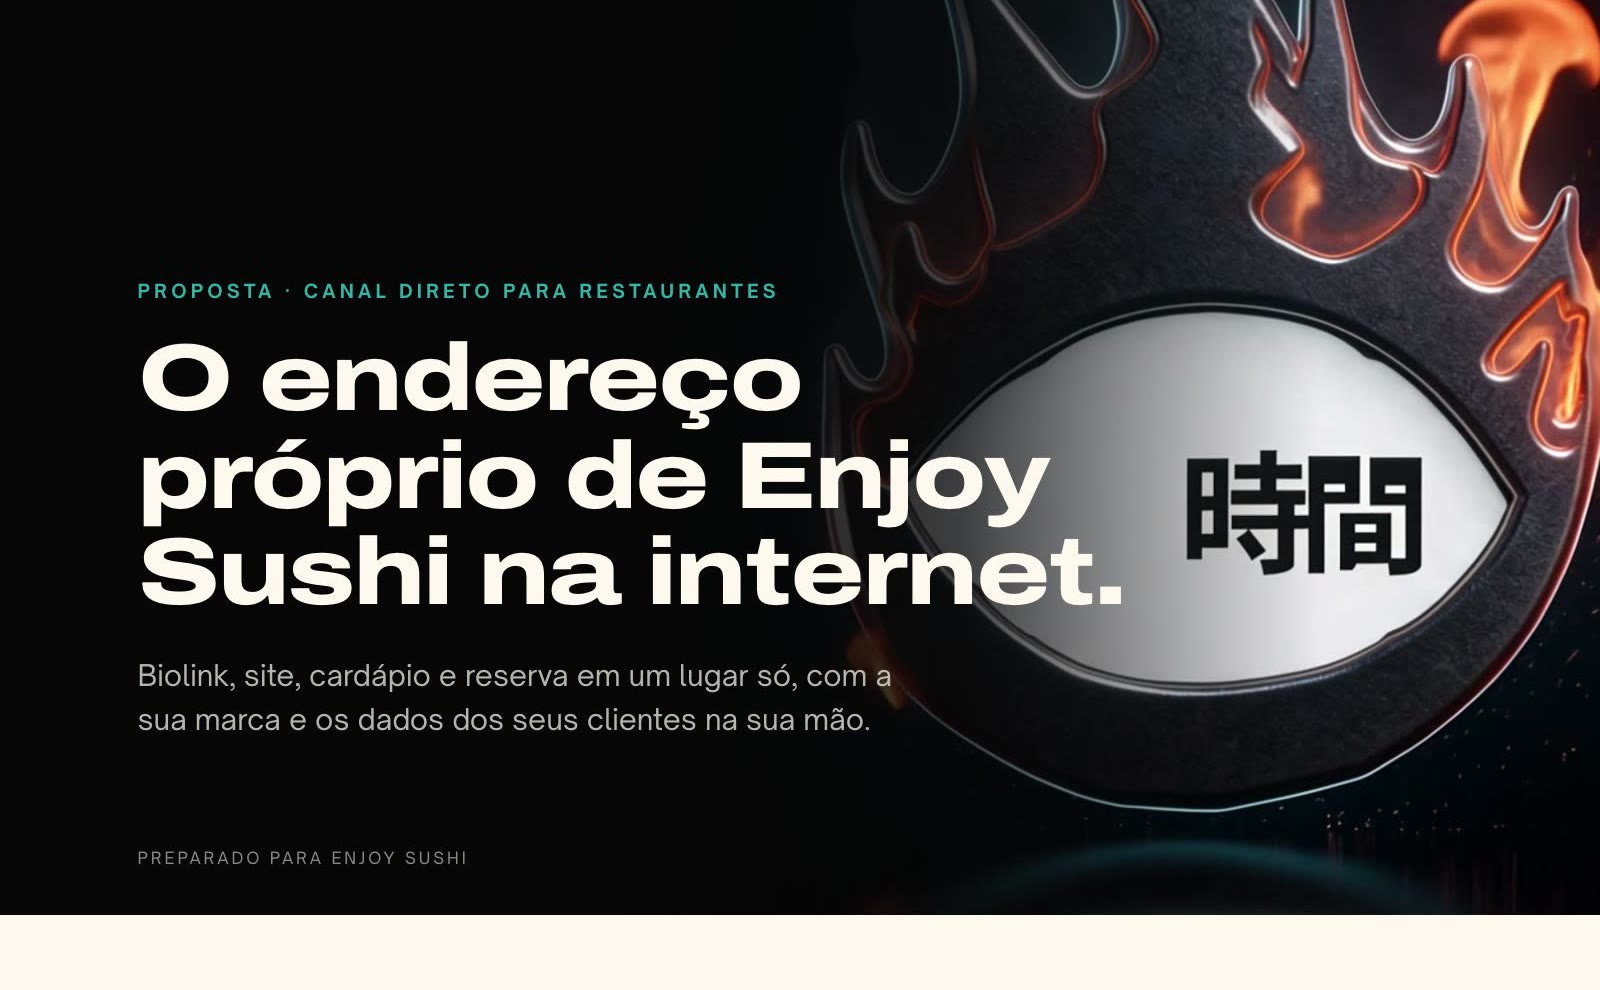 PROPOSTA · CANAL DIRETO PARA RESTAURANTES
O endereço
próprio de Enjoy
Sushi na internet.
時間
Biolink, site, cardápio e reserva em um lugar só, com a
sua marca e os dados dos seus clientes na sua mão.
PREPARADO PARA ENJOY SUSHI